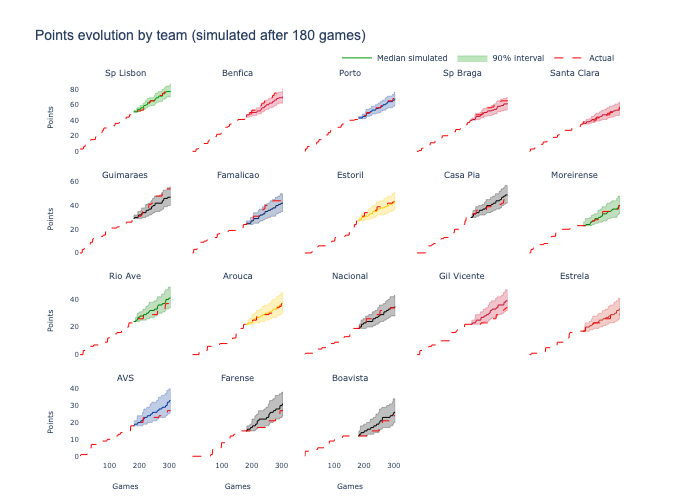 Points evolution by team (simulated after 180 games)
Median simulated 90% interval Actual
Sp Lisbon Benfica Porto Sp Braga Santa Clara
Points
80
60
40
20
0
Guimaraes Famalicao Estoril Casa Pia Moreirense
Points
60
40
20
0
Rio Ave Arouca Nacional Gil Vicente Estrela
Points
40
20
0
AVS Farense Boavista
Points
40
30
20
10
0
100 200 300 100 200 300 100 200 300
Games Games Games